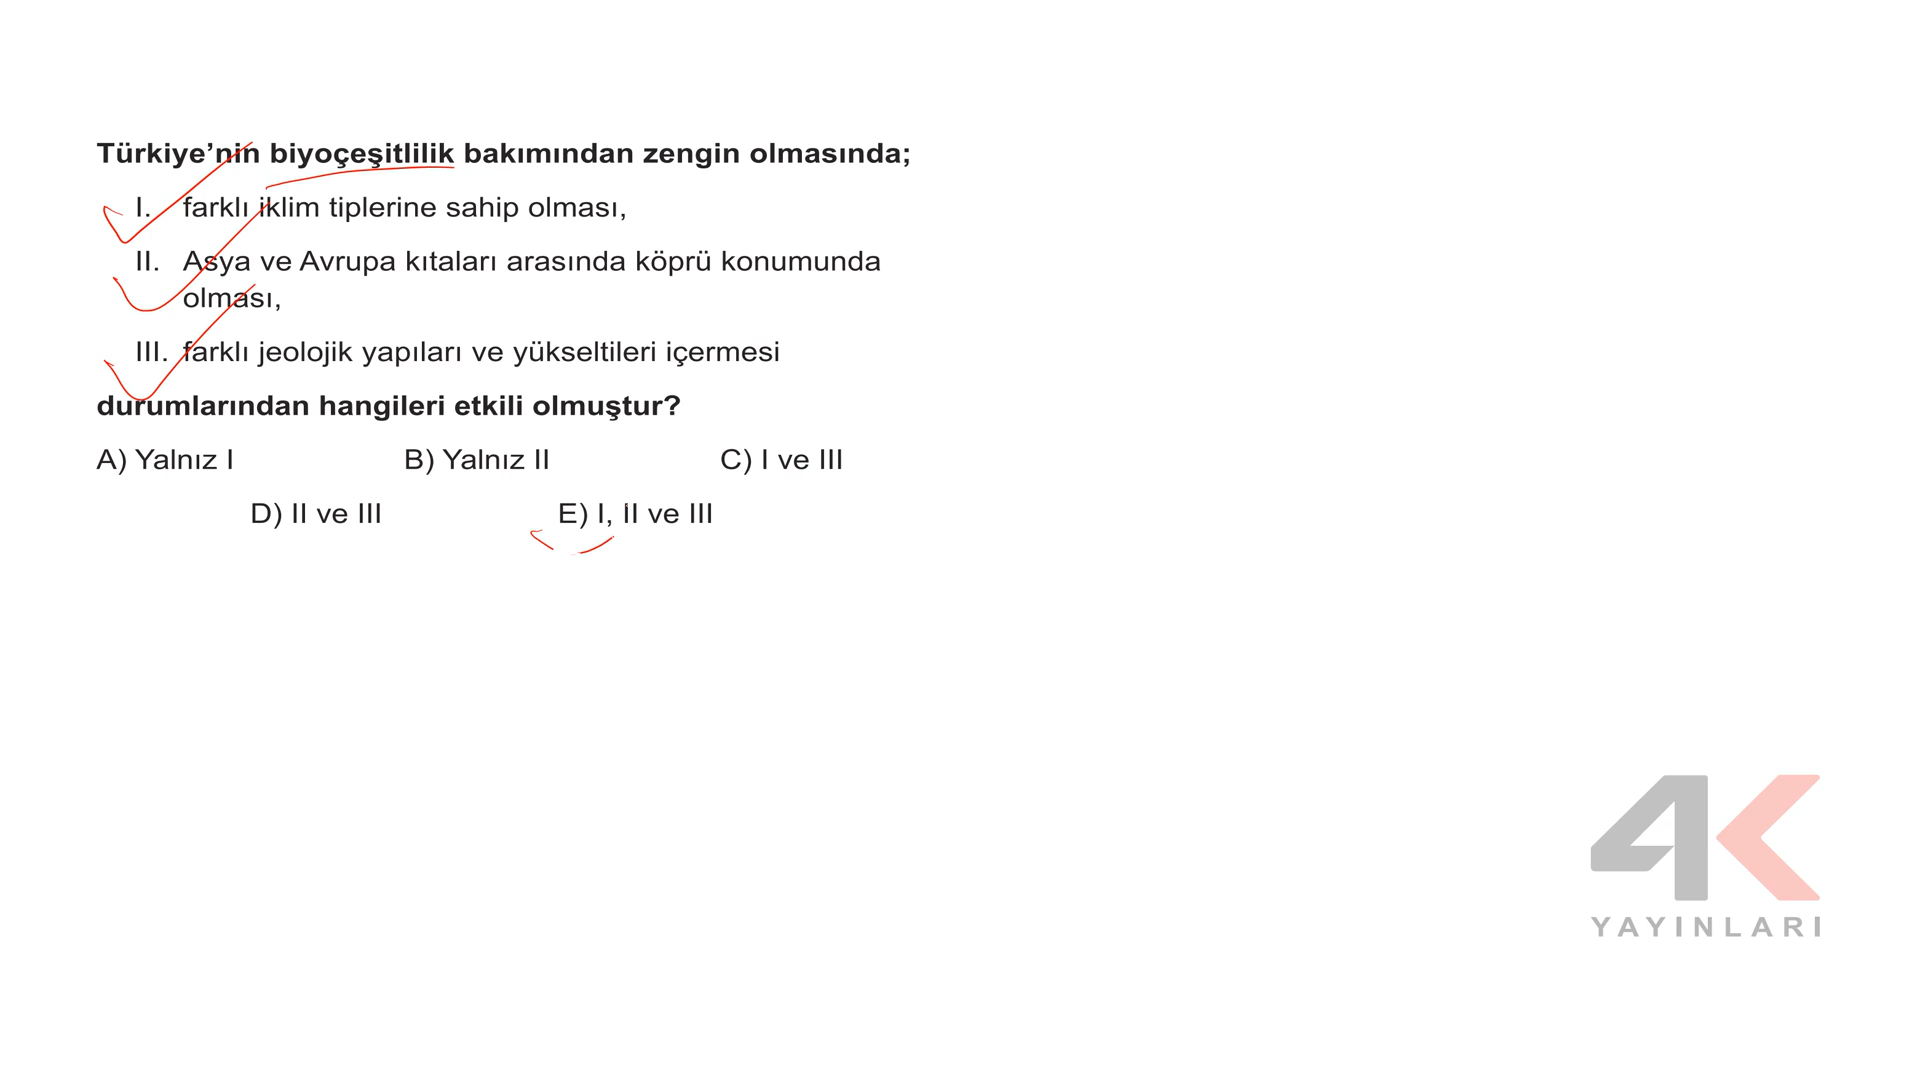 Türkiye’nin biyoçeşitlilik bakımından zengin olmasında;
I. farklı iklim tiplerine sahip olması,
II. Asya ve Avrupa kıtaları arasında köprü konumunda
olması,
III. farklı jeolojik yapıları ve yükseltileri içermesi
durumlarından hangileri etkili olmuştur?
A) Yalnız I B) Yalnız II C) I ve III
D) II ve III E) I, II ve III
4K
YAYINLARI